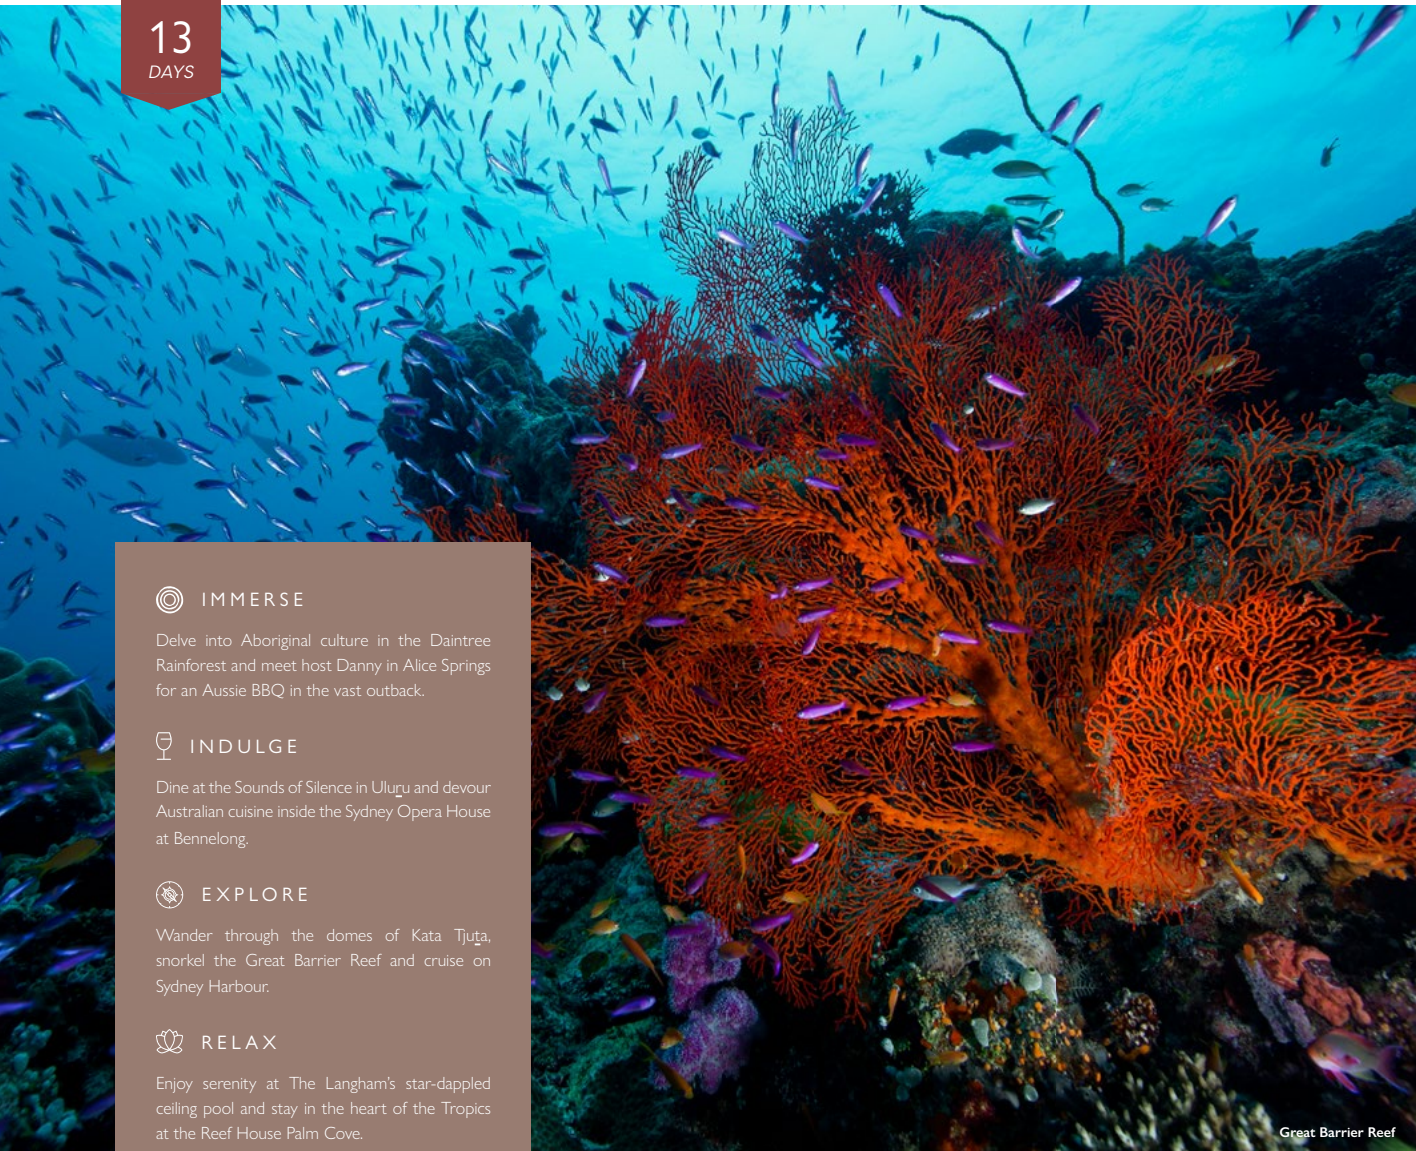 13
DAYS
IMMERSE
Delve into Aboriginal culture in the Daintree
Rainforest and meet host Danny in Alice Springs
for an Aussie BBQ in the vast outback.
INDULGE
Dine at the Sounds of Silence in Uluṟu and devour
Australian cuisine inside the Sydney Opera House
at Bennelong.
EXPLORE
Wander through the domes of Kata Tjuṯa,
snorkel the Great Barrier Reef and cruise on
Sydney Harbour.
RELAX
Enjoy serenity at The Langham's star-dappled
ceiling pool and stay in the heart of the Tropics
at the Reef House Palm Cove.
Great Barrier Reef